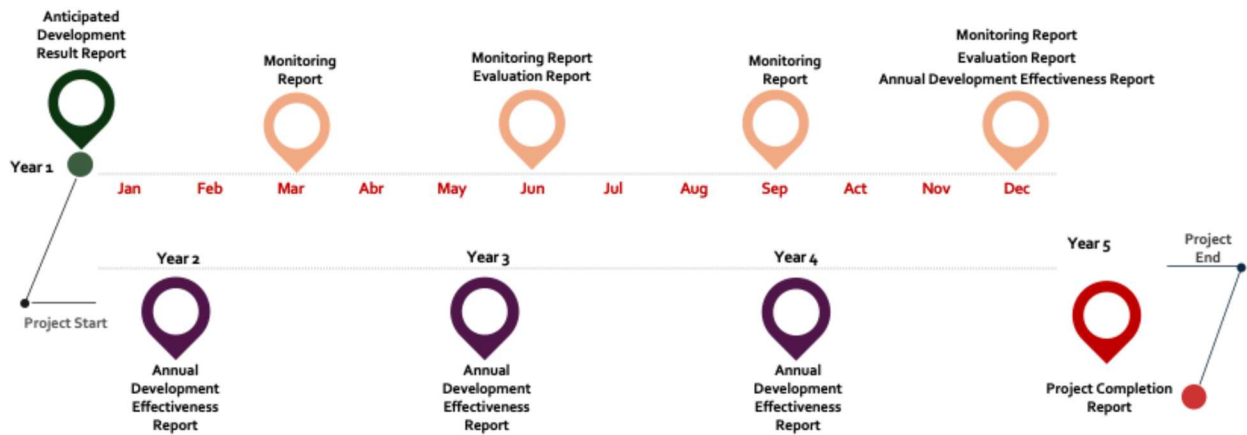 Anticipated
Development
Result Report
Monitoring
Report
Monitoring Report
Evaluation Report
Monitoring
Report
Monitoring Report
Evaluation Report
Annual Development Effectiveness Report
Year 1
Jan Feb Mar Abr May Jun Jul Aug Sep Act Nov Dec
Project Start
Year 2
Year 3
Year 4
Year 5
Project
End
Annual
Development
Effectiveness
Report
Annual
Development
Effectiveness
Report
Annual
Development
Effectiveness
Report
Project Completion
Report